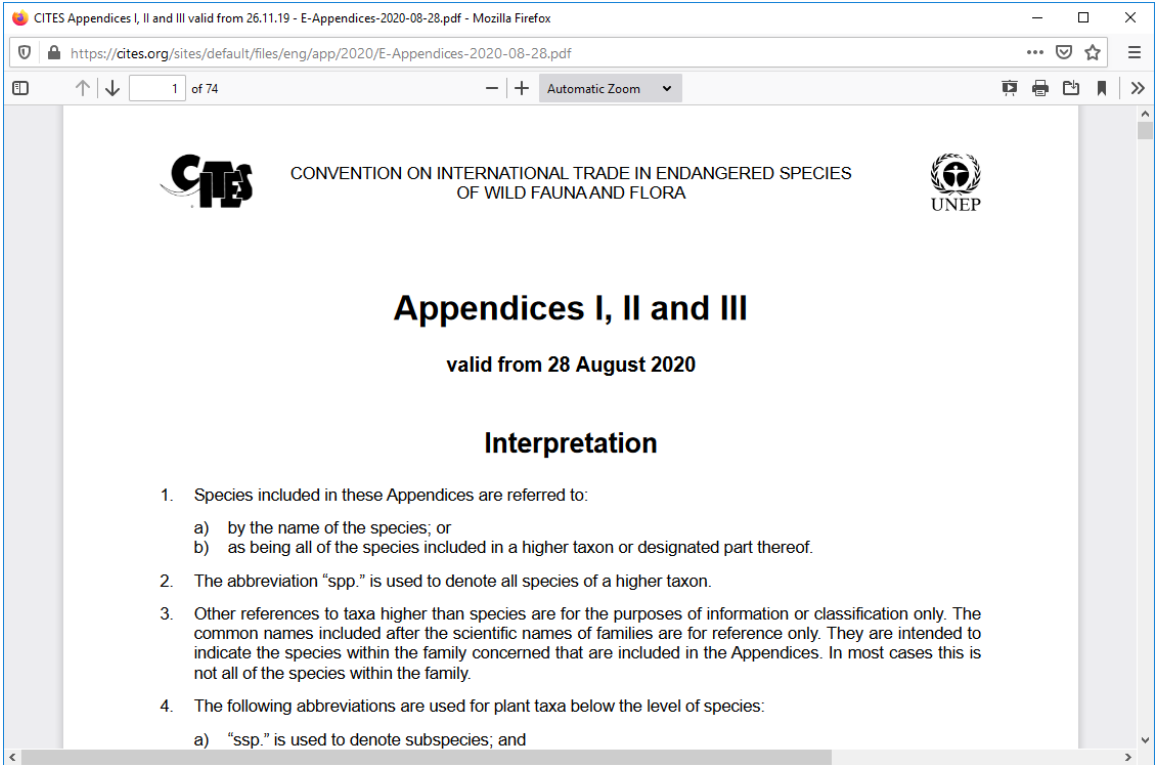 CITES Appendices I, II and III valid from 26.11.19 - E-Appendices-2020-08-28.pdf - Mozilla Firefox
https://cites.org/sites/default/files/eng/app/2020/E-Appendices-2020-08-28.pdf
1 of 74
Automatic Zoom
CITES
CONVENTION ON INTERNATIONAL TRADE IN ENDANGERED SPECIES
OF WILD FAUNA AND FLORA
UNEP
Appendices I, II and III
valid from 28 August 2020
Interpretation
1. Species included in these Appendices are referred to:
a) by the name of the species; or
b) as being all of the species included in a higher taxon or designated part thereof.
2. The abbreviation “spp.” is used to denote all species of a higher taxon.
3. Other references to taxa higher than species are for the purposes of information or classification only. The
common names included after the scientific names of families are for reference only. They are intended to
indicate the species within the family concerned that are included in the Appendices. In most cases this is
not all of the species within the family.
4. The following abbreviations are used for plant taxa below the level of species:
a) “ssp.” is used to denote subspecies; and